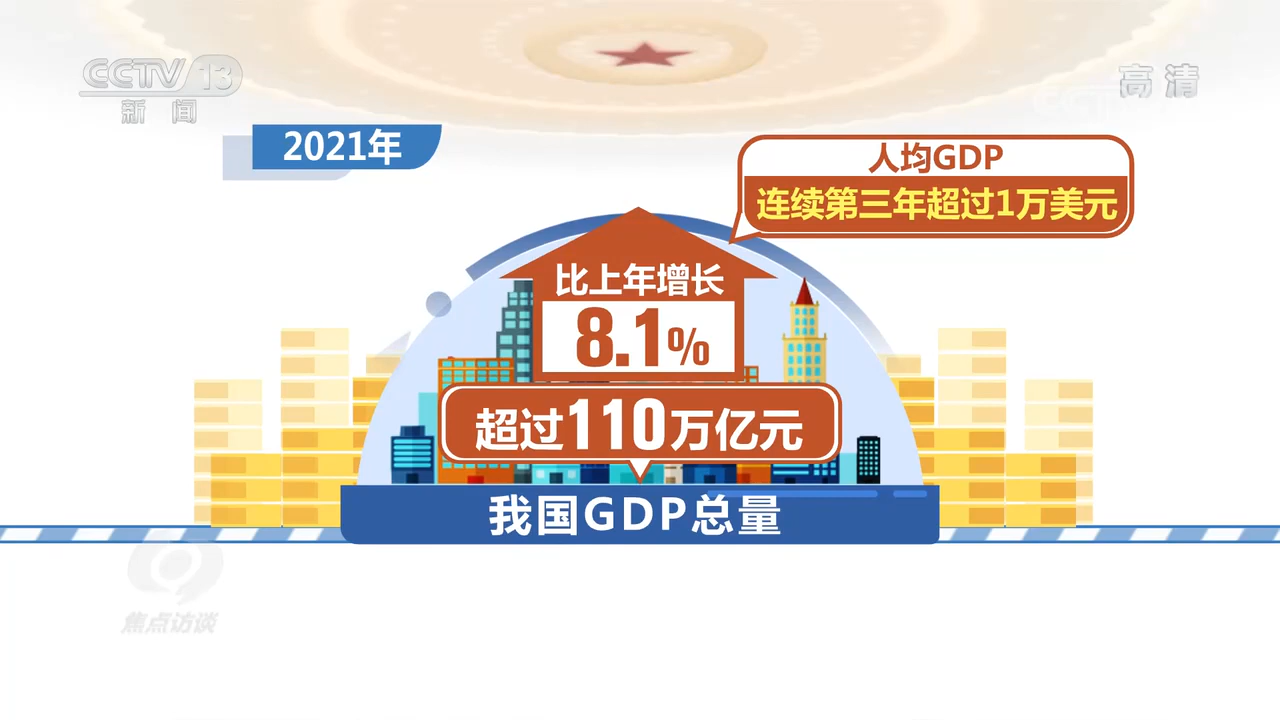 CCTV 13
新闻
高清
2021年
人均GDP
连续第三年超过1万美元
比上年增长
8.1%
超过110万亿元
我国GDP总量
焦点访谈